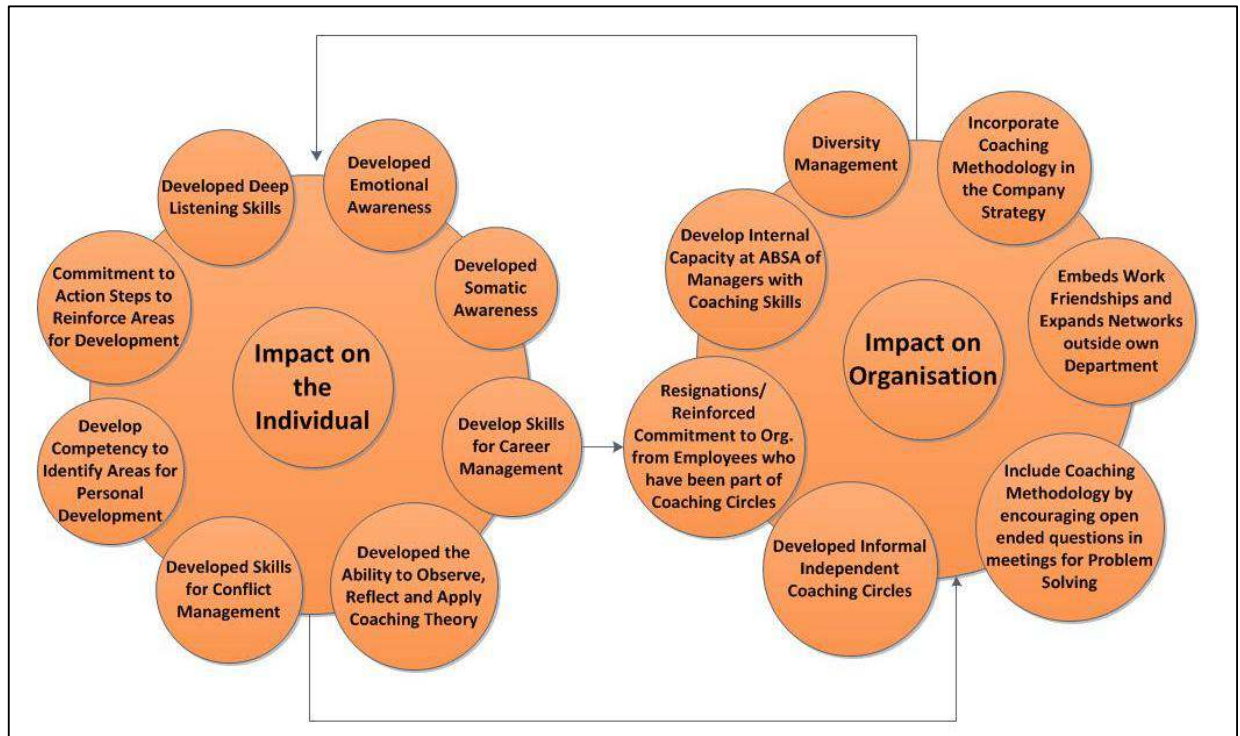 Impact on
the
Individual
Developed
Emotional
Awareness
Developed
Somatic
Awareness
Develop Skills
for Career
Management
Developed the
Ability to Observe,
Reflect and Apply
Coaching Theory
Developed Skills
for Conflict
Management
Develop
Competency to
Identify Areas for
Personal
Development
Commitment to
Action Steps to
Reinforce Areas
for Development
Developed Deep
Listening Skills
Impact on
Organisation
Diversity
Management
Incorporate
Coaching
Methodology in
the Company
Strategy
Embeds Work
Friendships and
Expands Networks
outside own
Department
Include Coaching
Methodology by
encouraging open
ended questions in
meetings for Problem
Solving
Developed Informal
Independent
Coaching Circles
Resignations/
Reinforced
Commitment to Org.
from Employees who
have been part of
Coaching Circles
Develop Internal
Capacity at ABSA of
Managers with
Coaching Skills